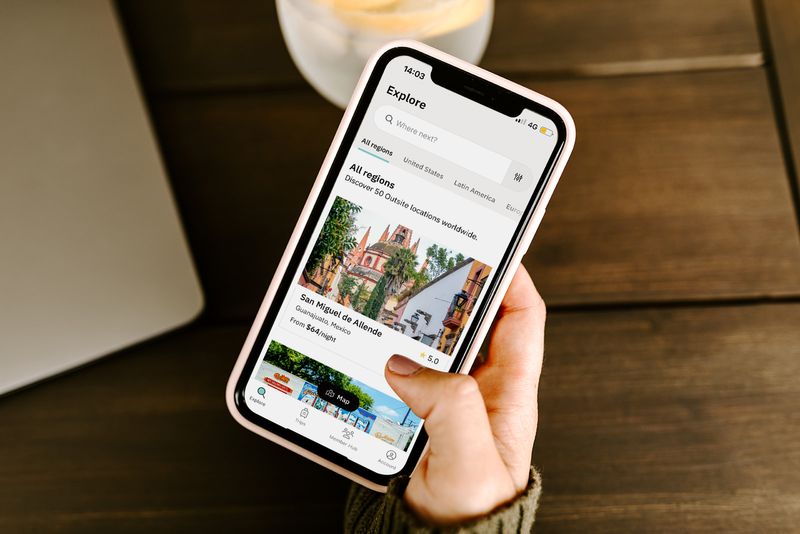 14:03
4G
Explore
Where next?
All regions United States Latin America Euro
All regions
Discover 50 Outsite locations worldwide.
San Miguel de Allende
Guanajuato, Mexico
From $64/night
5.0
Map
Explore Trips Member Hub Account